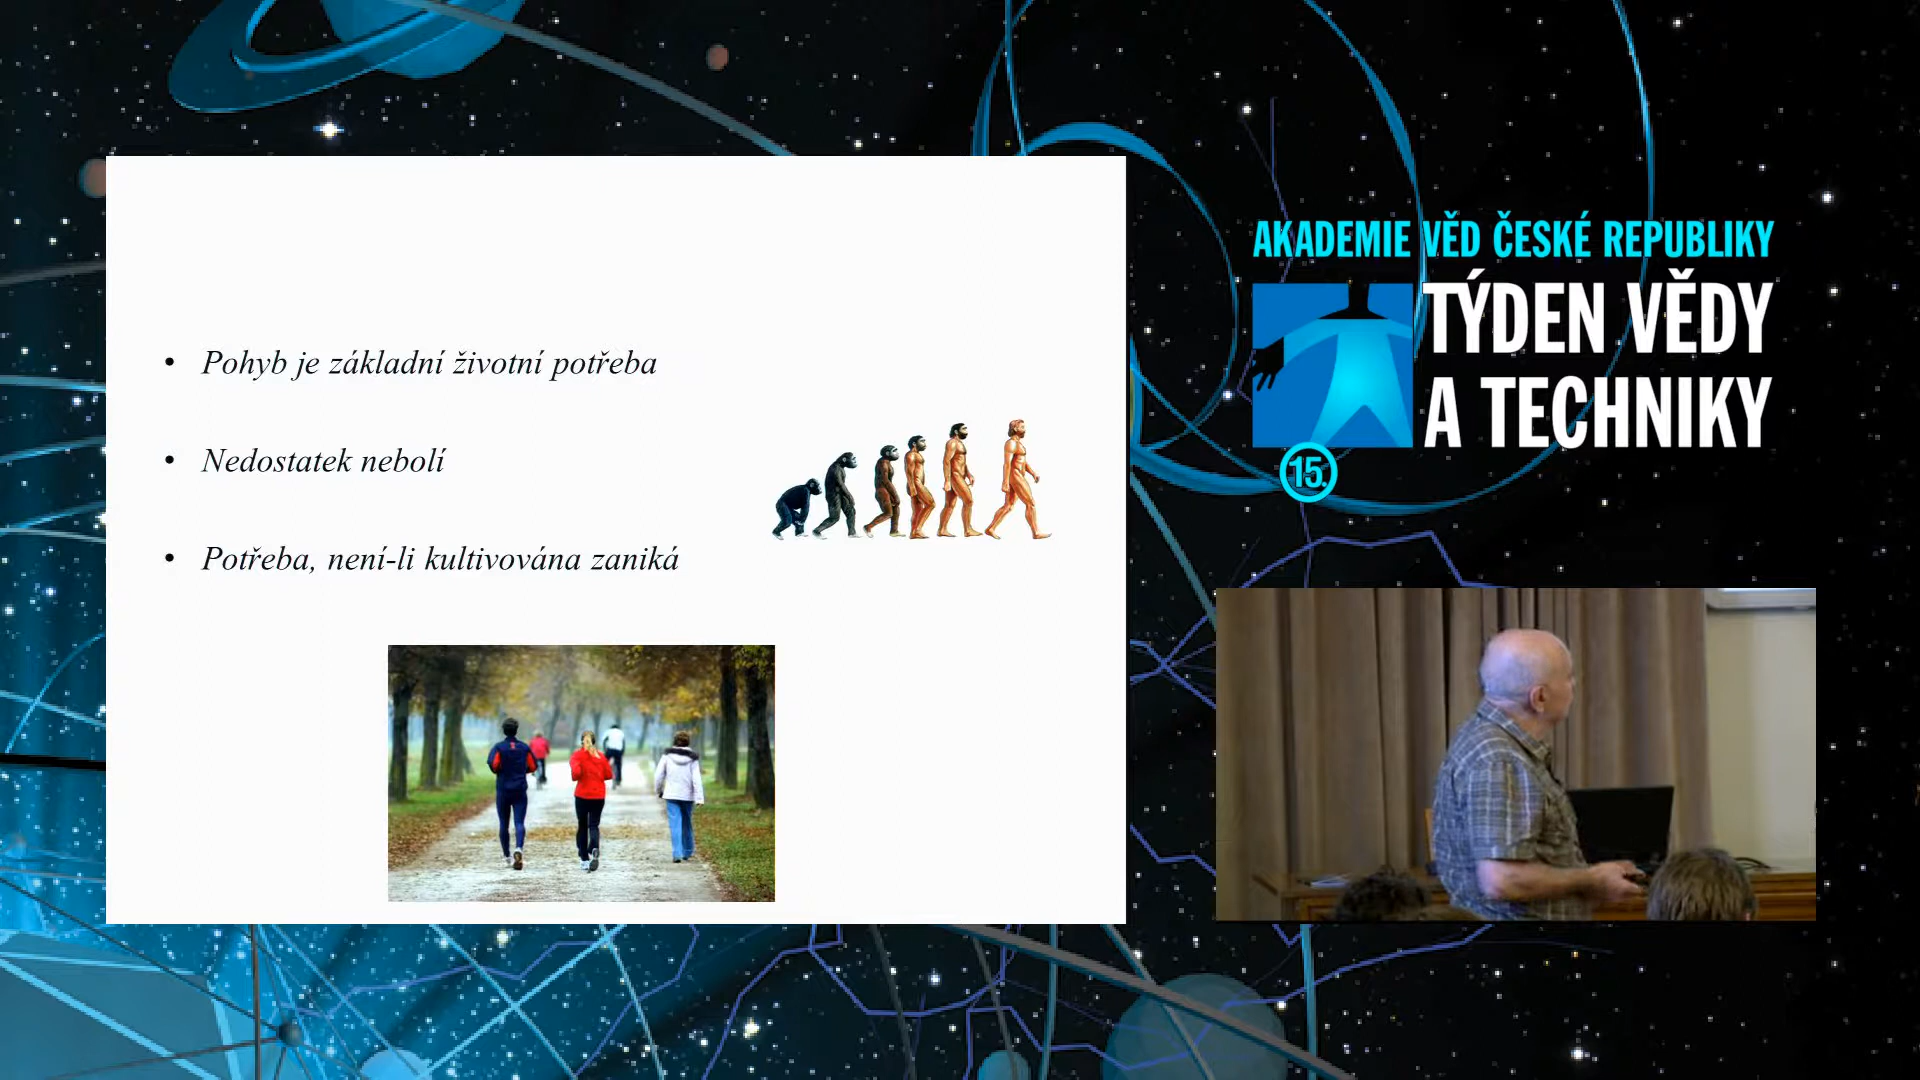 • Pohyb je základní životní potřeba
• Nedostatek nebolí
• Potřeba, není-li kultivována zaniká
AKADEMIE VĚD ČESKÉ REPUBLIKY
TÝDEN VĚDY
A TECHNIKY
15.